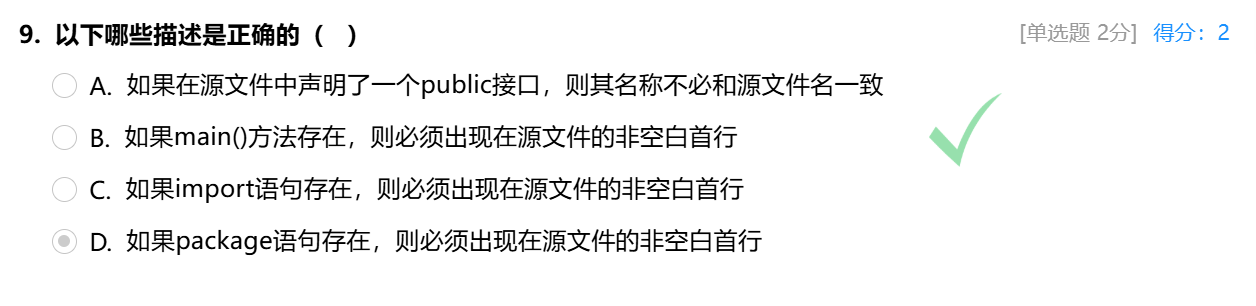 9. 以下哪些描述是正确的（ ） [单选题 2分] 得分：2
A. 如果在源文件中声明了一个public接口，则其名称不必和源文件名一致
B. 如果main()方法存在，则必须出现在源文件的非空白首行
C. 如果import语句存在，则必须出现在源文件的非空白首行
D. 如果package语句存在，则必须出现在源文件的非空白首行